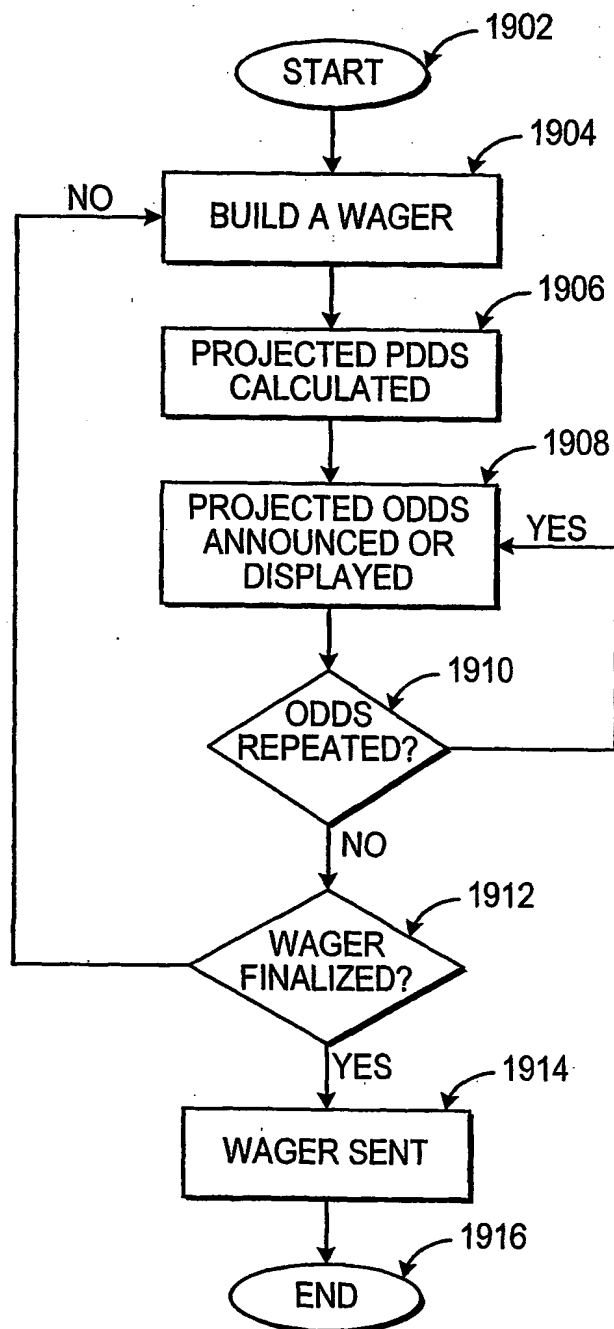 1902
START
1904
NO
BUILD A WAGER
1906
PROJECTED PDDS
CALCULATED
1908
PROJECTED ODDS
ANNOUNCED OR
DISPLAYED
YES
1910
ODDS
REPEATED?
NO
1912
WAGER
FINALIZED?
YES
1914
WAGER SENT
1916
END